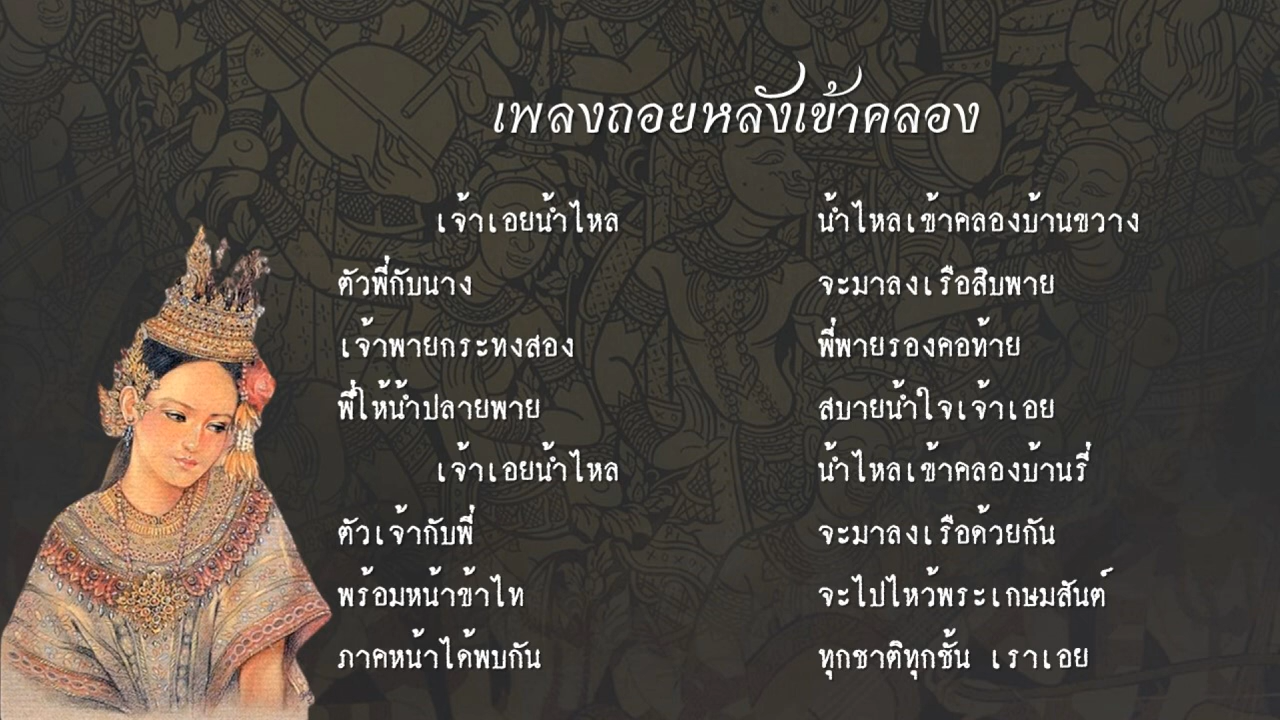 เพลงถอยหลังเข้าคลอง
เจ้าเอยน้ำไหล น้ำไหลเข้าคลองบ้านขวาง
ตัวพี่กับนาง จะมาลงเรือสิบพาย
เจ้าพายกระทงสอง พี่พายรองคอท้าย
พี่ให้น้ำปลายพาย สบายน้ำใจเจ้าเอย
เจ้าเอยน้ำไหล น้ำไหลเข้าคลองบ้านรี่
ตัวเจ้ากับพี่ จะมาลงเรือด้วยกัน
พร้อมหน้าข้าไท จะไปไหว้พระเกษมสันต์
ภาคหน้าได้พบกัน ทุกชาติทุกชั้น เราเอย